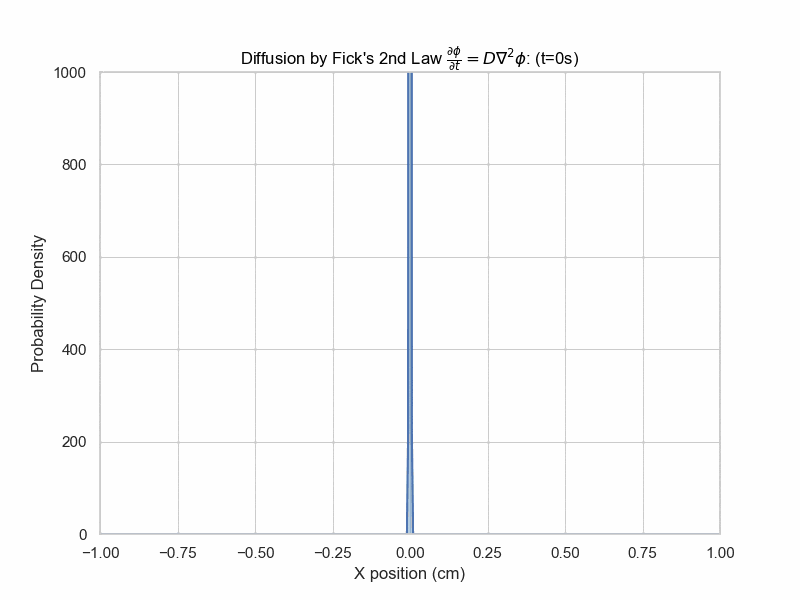 Diffusion by Fick's 2nd Law ∂ϕ/∂t = D∇²ϕ: (t=0s)
1000
800
600
400
200
0
Probability Density
−1.00 −0.75 −0.50 −0.25 0.00 0.25 0.50 0.75 1.00
X position (cm)